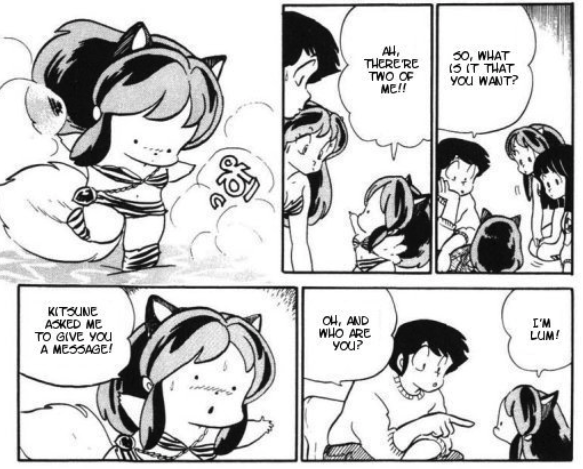 AH,
THERE'RE
TWO OF
ME!!
SO, WHAT
IS IT THAT
YOU WANT?
KITSUNE
ASKED ME
TO GIVE YOU
A MESSAGE!
OH, AND
WHO ARE
YOU?
I'M
LUM!